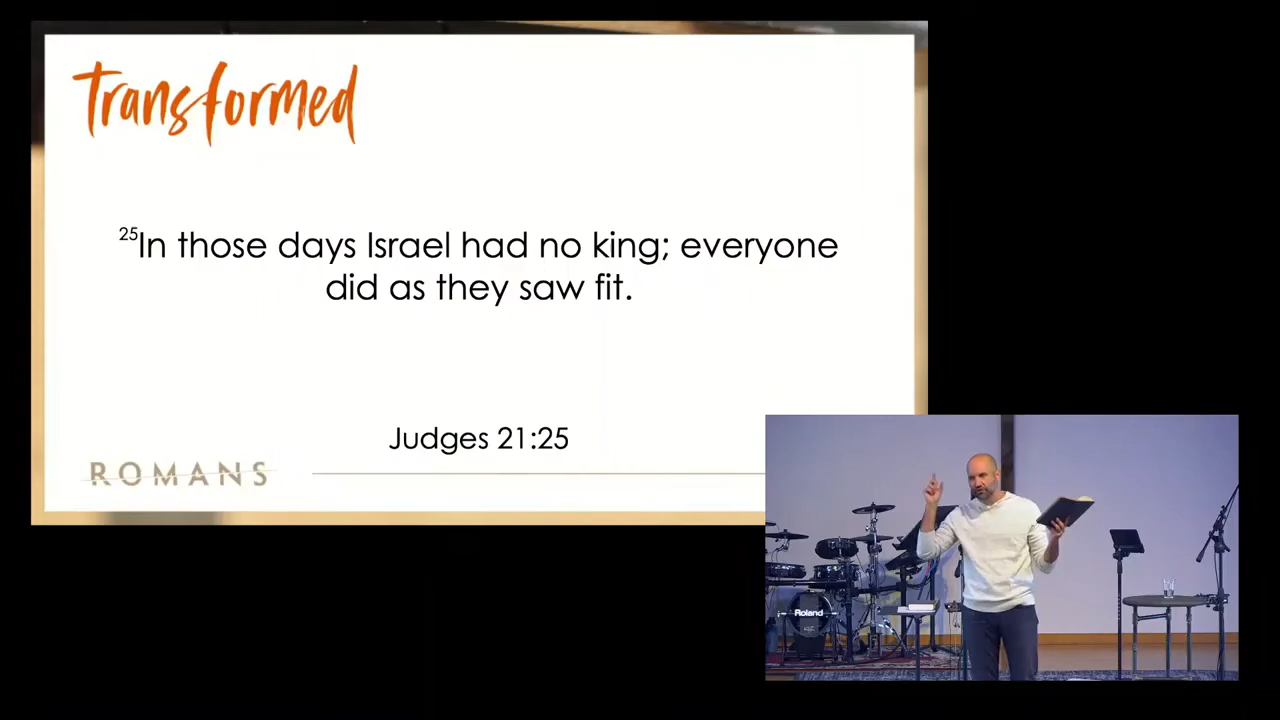 Transformed
25In those days Israel had no king; everyone
did as they saw fit.
Judges 21:25
ROMANS
Roland